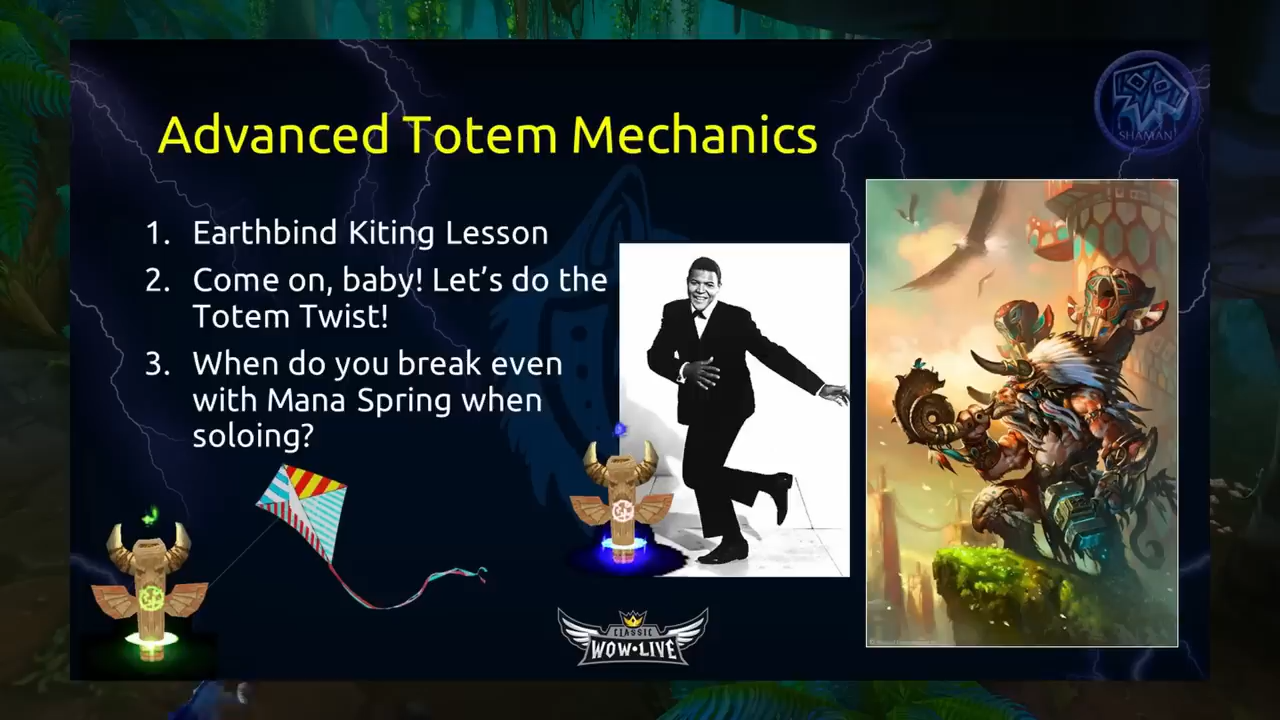 SHAMAN
Advanced Totem Mechanics
1. Earthbind Kiting Lesson
2. Come on, baby! Let’s do the
Totem Twist!
3. When do you break even
with Mana Spring when
soloing?
CLASSIC
WOW•LIVE